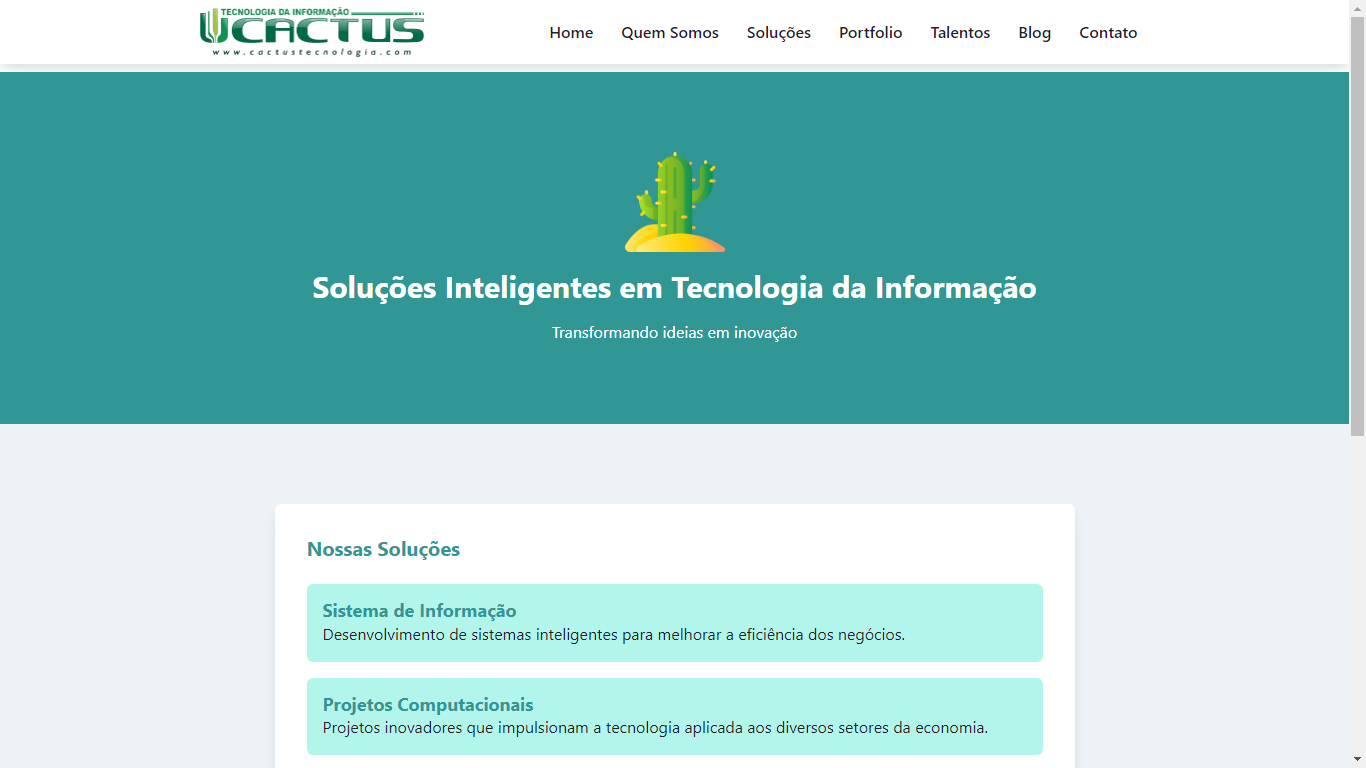 TECNOLOGIA DA INFORMAÇÃO
CACTUS
www.cactustecnologia.com
Home Quem Somos Soluções Portfolio Talentos Blog Contato
Soluções Inteligentes em Tecnologia da Informação
Transformando ideias em inovação
Nossas Soluções
Sistema de Informação
Desenvolvimento de sistemas inteligentes para melhorar a eficiência dos negócios.
Projetos Computacionais
Projetos inovadores que impulsionam a tecnologia aplicada aos diversos setores da economia.